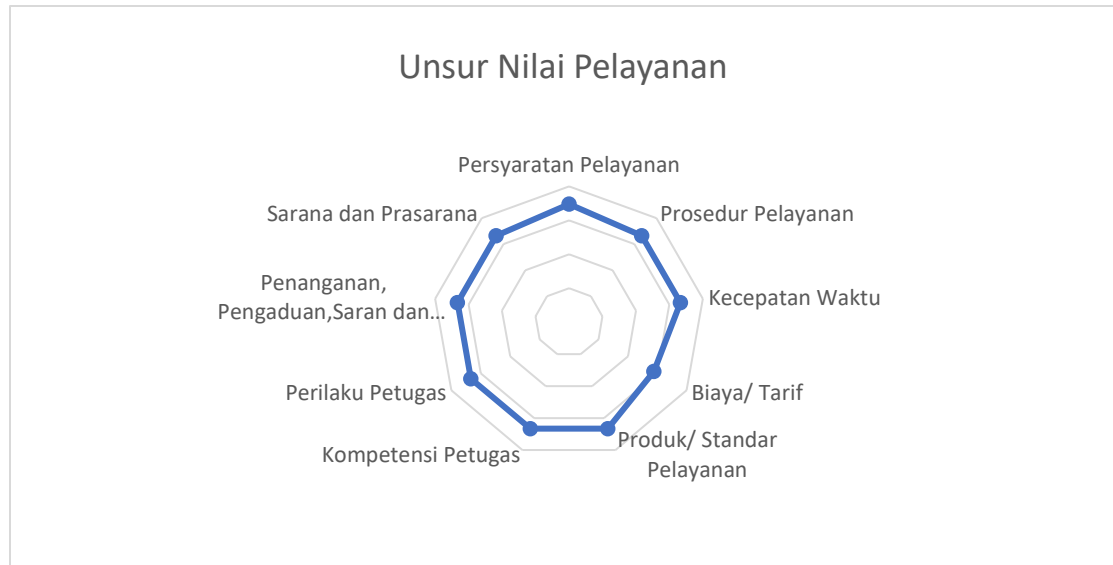 Unsur Nilai Pelayanan
Persyaratan Pelayanan
Prosedur Pelayanan
Kecepatan Waktu
Biaya/ Tarif
Produk/ Standar
Pelayanan
Kompetensi Petugas
Perilaku Petugas
Penanganan,
Pengaduan,Saran dan...
Sarana dan Prasarana